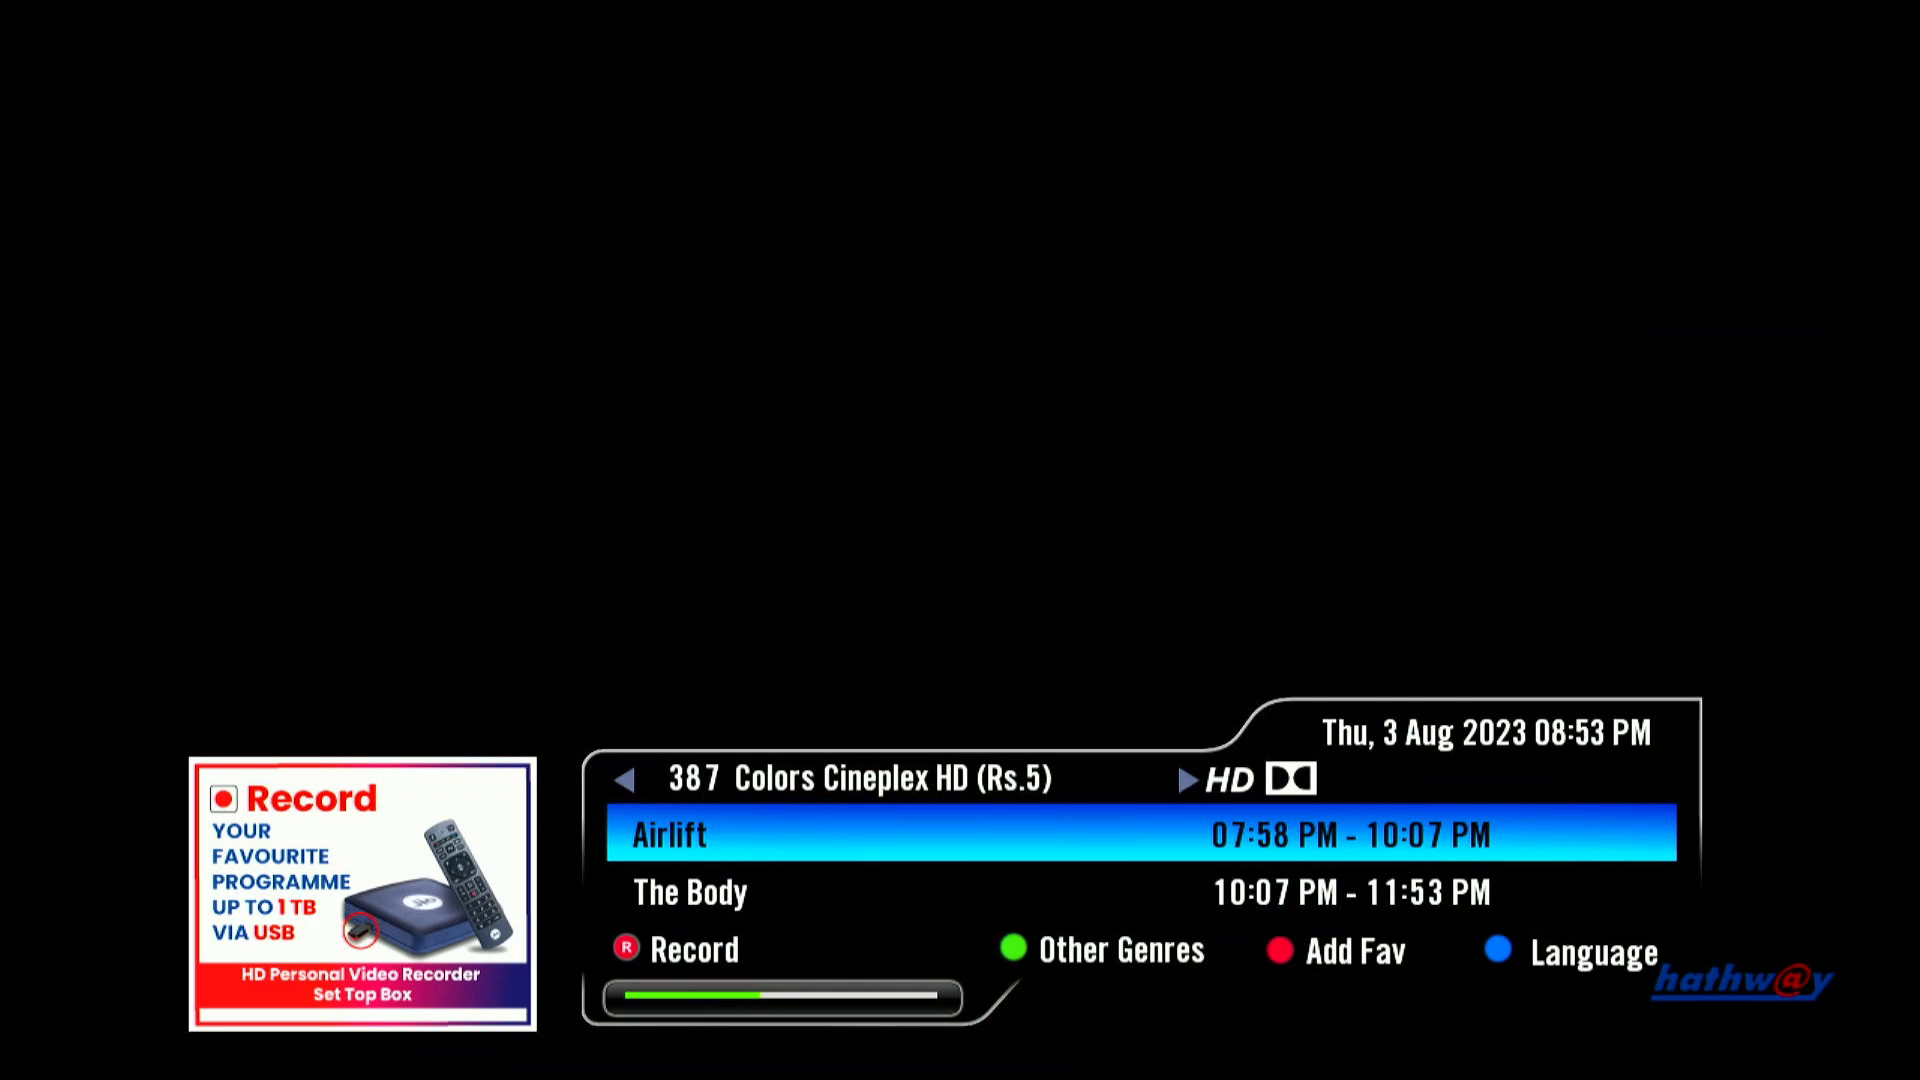 Thu, 3 Aug 2023 08:53 PM
387 Colors Cineplex HD (Rs.5) HD
Airlift 07:58 PM - 10:07 PM
The Body 10:07 PM - 11:53 PM
R Record Other Genres Add Fav Language
hathw@y
Record
YOUR
FAVOURITE
PROGRAMME
UP TO 1 TB
VIA USB
Jio
HD Personal Video Recorder
Set Top Box